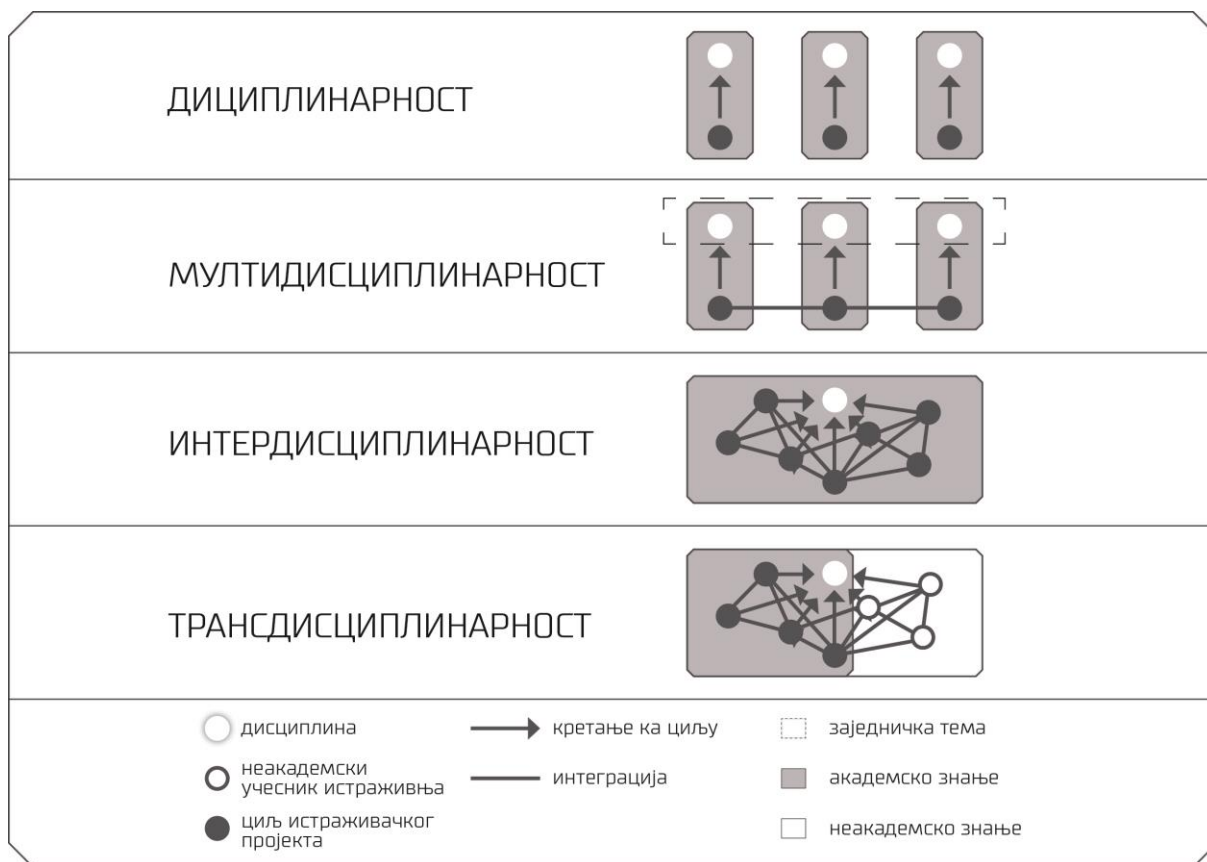 ДИЦИПЛИНАРНОСТ
МУЛТИДИСЦИПЛИНАРНОСТ
ИНТЕРДИСЦИПЛИНАРНОСТ
ТРАНСДИСЦИПЛИНАРНОСТ
дисциплина
неакадемски
учесник истраживња
циљ истраживачког
пројекта
кретање ка циљу
интеграција
заједничка тема
академско знање
неакадемско знање